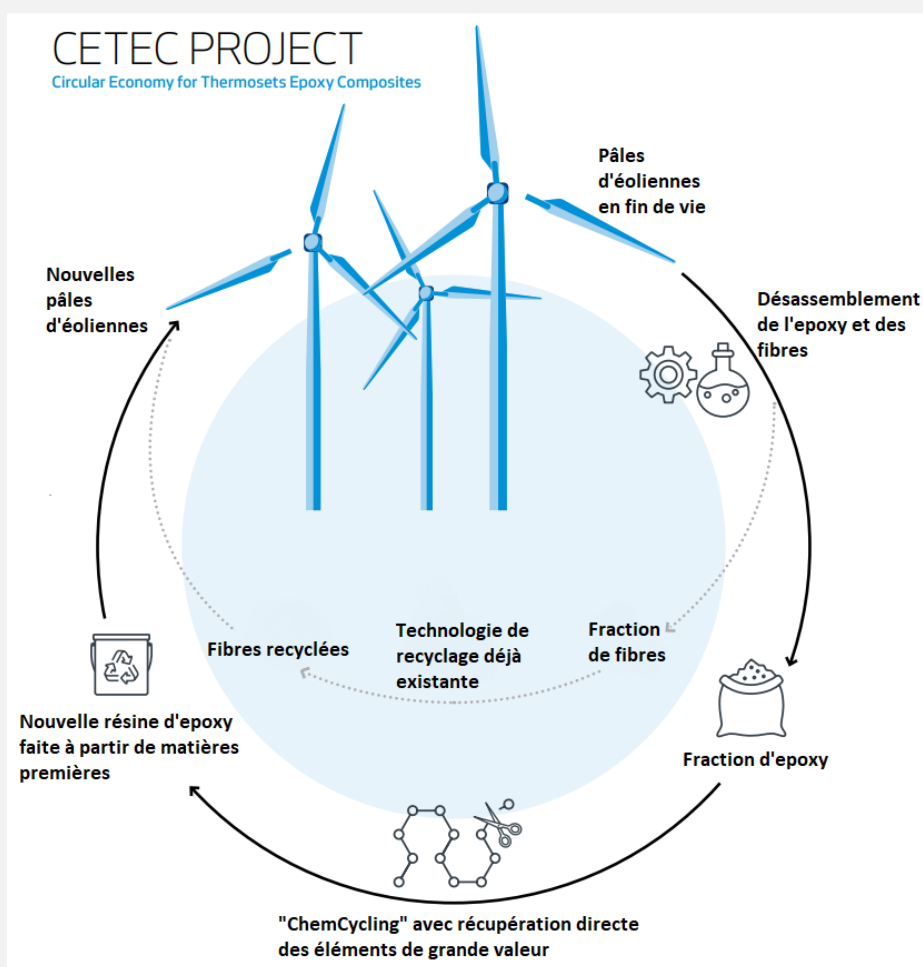 CETEC PROJECT
Circular Economy for Thermosets Epoxy Composites
Pâles
d'éoliennes
en fin de vie
Nouvelles
pâles
d'éoliennes
Désassemblement
de l'epoxy et des
fibres
Fibres recyclées
Technologie de
recyclage déjà
existante
Fraction
de fibres
Nouvelle résine d'epoxy
faite à partir de matières
premières
Fraction d'epoxy
"ChemCycling" avec récupération directe
des éléments de grande valeur